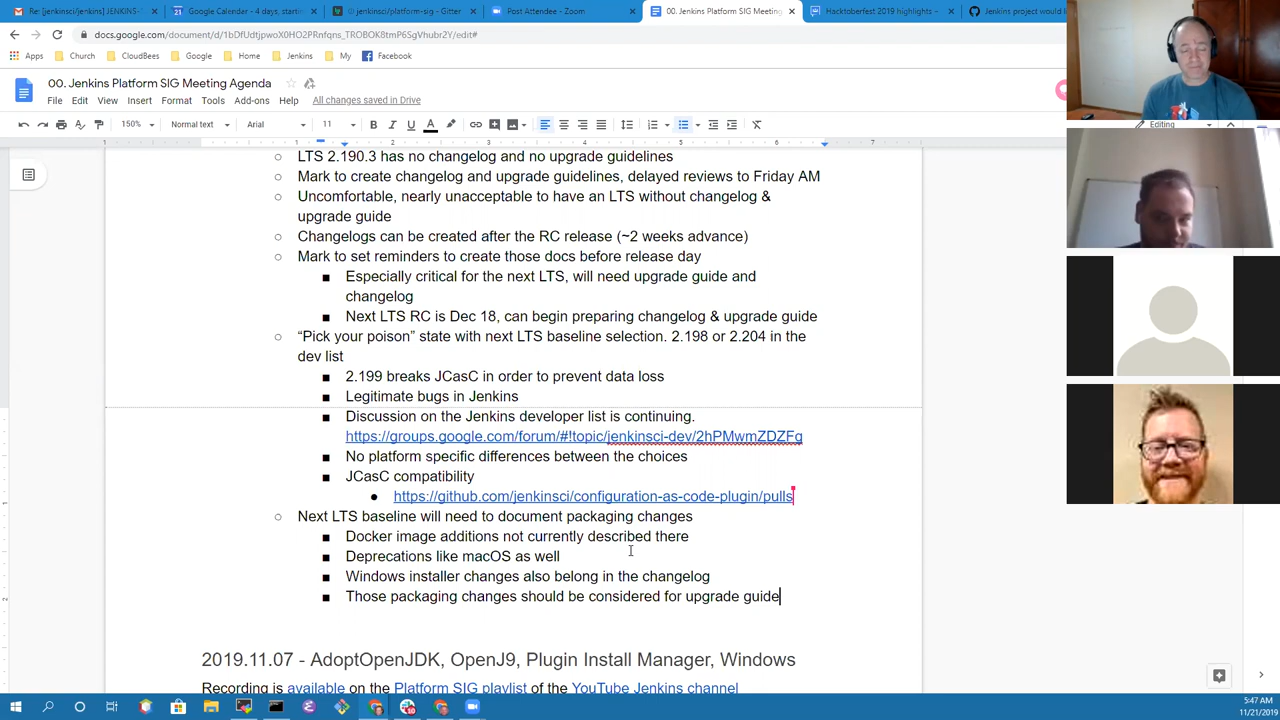 Re: [jenkinsci/jenkins] JENKINS-
Google Calendar - 4 days, startin
jenkinsci/platform-sig - Gitter
Post Attendee - Zoom
00. Jenkins Platform SIG Meeting
Hacktoberfest 2019 highlights -
Jenkins project would l
docs.google.com/document/d/1bDfUdtjpwoX0HO2PRnfqns_TROBOK8tmP6SgVhubr2Y/edit#
Apps
Church
CloudBees
Google
Home
Jenkins
My
Facebook
00. Jenkins Platform SIG Meeting Agenda
File Edit View Insert Format Tools Add-ons Help All changes saved in Drive
150% Normal text Arial 11
Editing
1 1 2 3 4 5 6 7
LTS 2.190.3 has no changelog and no upgrade guidelines
Mark to create changelog and upgrade guidelines, delayed reviews to Friday AM
Uncomfortable, nearly unacceptable to have an LTS without changelog &
upgrade guide
Changelogs can be created after the RC release (~2 weeks advance)
Mark to set reminders to create those docs before release day
Especially critical for the next LTS, will need upgrade guide and
changelog
Next LTS RC is Dec 18, can begin preparing changelog & upgrade guide
“Pick your poison” state with next LTS baseline selection. 2.198 or 2.204 in the
dev list
2.199 breaks JCasC in order to prevent data loss
Legitimate bugs in Jenkins
Discussion on the Jenkins developer list is continuing.
https://groups.google.com/forum/#!topic/jenkinsci-dev/2hPMwmZDZFg
No platform specific differences between the choices
JCasC compatibility
https://github.com/jenkinsci/configuration-as-code-plugin/pulls
Next LTS baseline will need to document packaging changes
Docker image additions not currently described there
Deprecations like macOS as well
Windows installer changes also belong in the changelog
Those packaging changes should be considered for upgrade guide
2019.11.07 - AdoptOpenJDK, OpenJ9, Plugin Install Manager, Windows
Recording is available on the Platform SIG playlist of the YouTube Jenkins channel
5:47 AM
11/21/2019